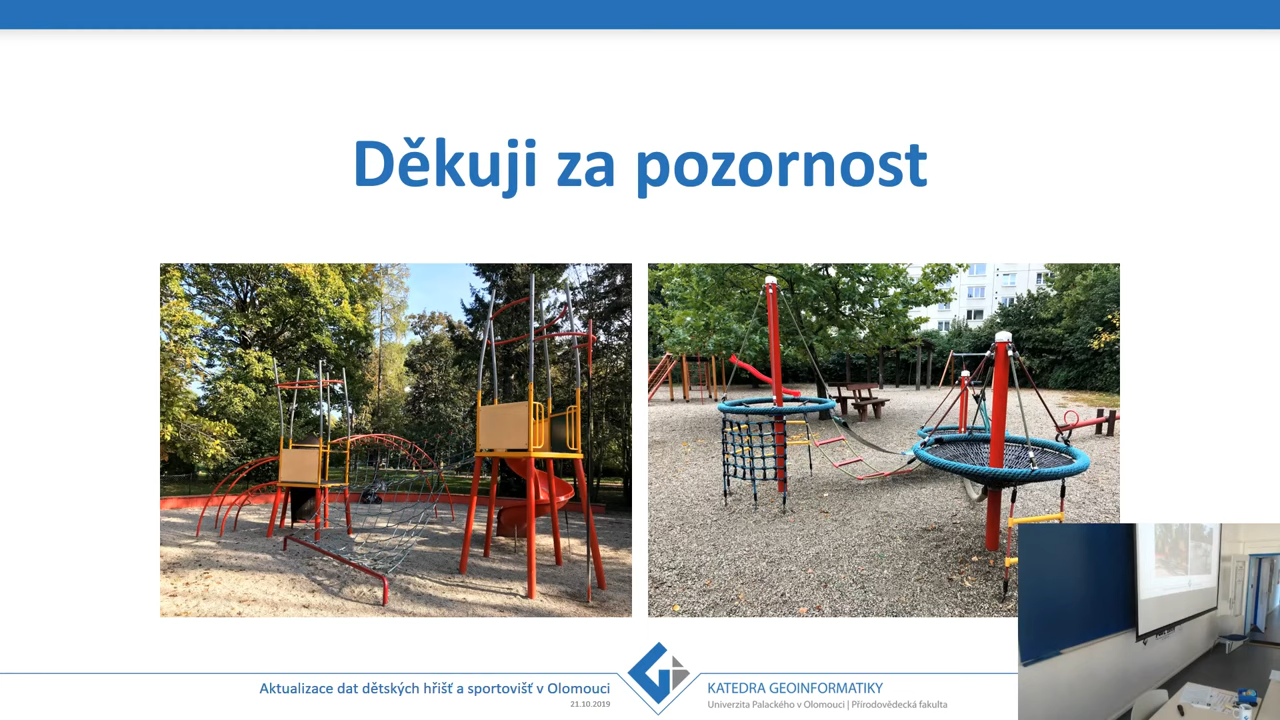 Děkuji za pozornost
Aktualizace dat dětských hřišť a sportovišť v Olomouci
21.10.2019
KATEDRA GEOINFORMATIKY
Univerzita Palackého v Olomouci | Přírodovědecká fakulta